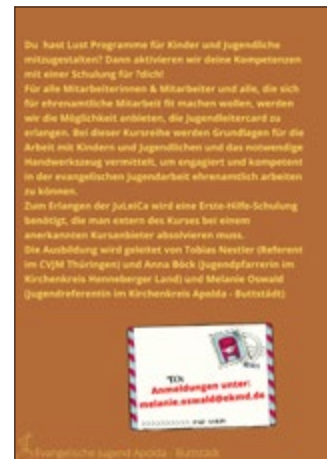 Du hast Lust Programme für Kinder und Jugendliche
mitzugestalten? Dann aktivieren wir deine Kompetenzen
mit einer Schulung für ?dich!
Für alle Mitarbeiterinnen & Mitarbeiter und alle, die sich
für ehrenamtliche Mitarbeit fit machen wollen, werden
wir die Möglichkeit anbieten, die Jugendleitercard zu
erlangen. Bei dieser Kursreihe werden Grundlagen für die
Arbeit mit Kindern und Jugendlichen und das notwendige
Handwerkszeug vermittelt, um engagiert und kompetent
in der evangelischen Jugendarbeit ehrenamtlich arbeiten
zu können.
Zum Erlangen der JuLeiCa wird eine Erste-Hilfe-Schulung
benötigt, die man extern des Kurses bei einem
anerkannten Kursanbieter absolvieren muss.
Die Ausbildung wird geleitet von Tobias Nestler (Referent
im CVJM Thüringen) und Anna Böck (Jugendpfarrerin im
Kirchenkreis Henneberger Land) und Melanie Oswald
(Jugendreferentin im Kirchenkreis Apolda - Buttstädt)
To:
Anmeldungen unter:
melanie.oswald@ekmd.de
Evangelische Jugend Apolda - Buttstädt